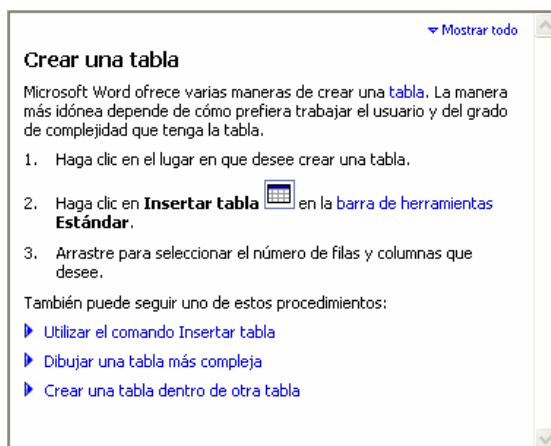 Mostrar todo
Crear una tabla
Microsoft Word ofrece varias maneras de crear una tabla. La manera
más idónea depende de cómo prefiera trabajar el usuario y del grado
de complejidad que tenga la tabla.
1. Haga clic en el lugar en que desee crear una tabla.
2. Haga clic en Insertar tabla en la barra de herramientas
Estándar.
3. Arrastre para seleccionar el número de filas y columnas que
desee.
También puede seguir uno de estos procedimientos:
Utilizar el comando Insertar tabla
Dibujar una tabla más compleja
Crear una tabla dentro de otra tabla